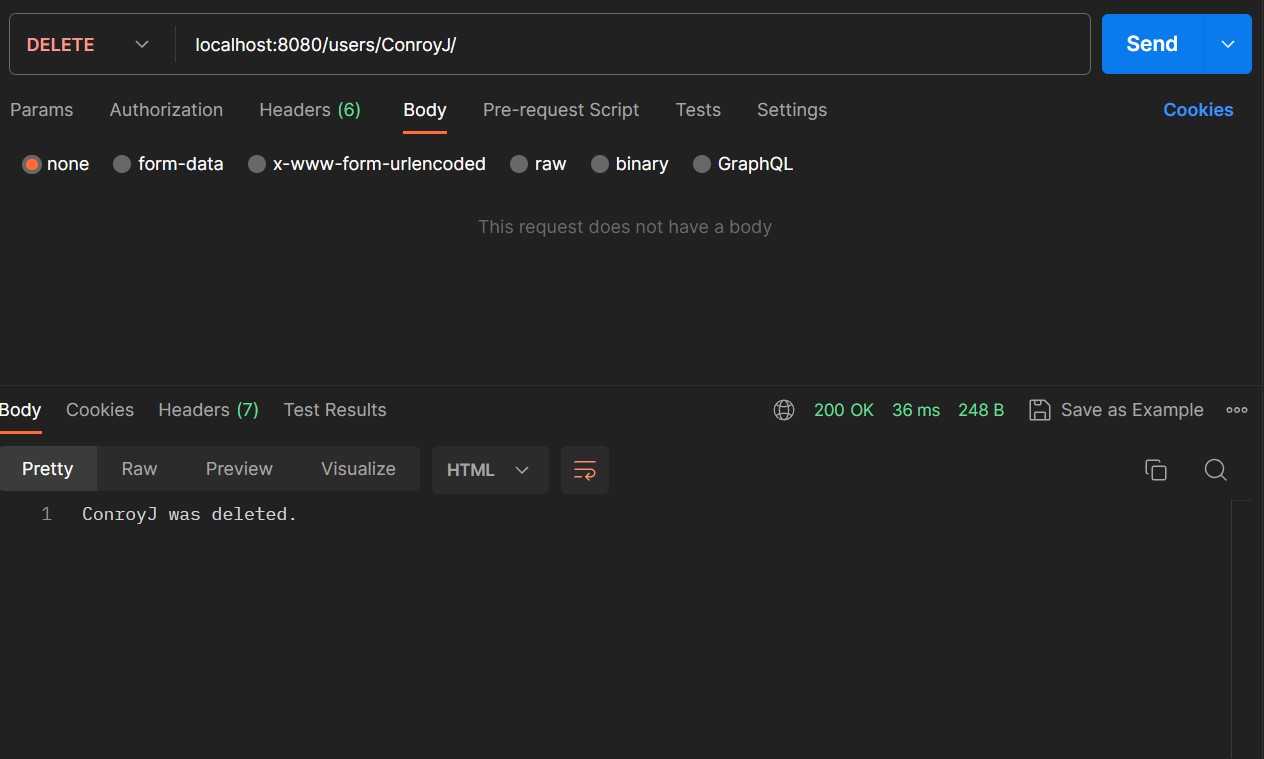 DELETE localhost:8080/users/ConroyJ/ Send
Params Authorization Headers (6) Body Pre-request Script Tests Settings Cookies
none form-data x-www-form-urlencoded raw binary GraphQL
This request does not have a body
Body Cookies Headers (7) Test Results 200 OK 36 ms 248 B Save as Example
Pretty Raw Preview Visualize HTML
1 ConroyJ was deleted.